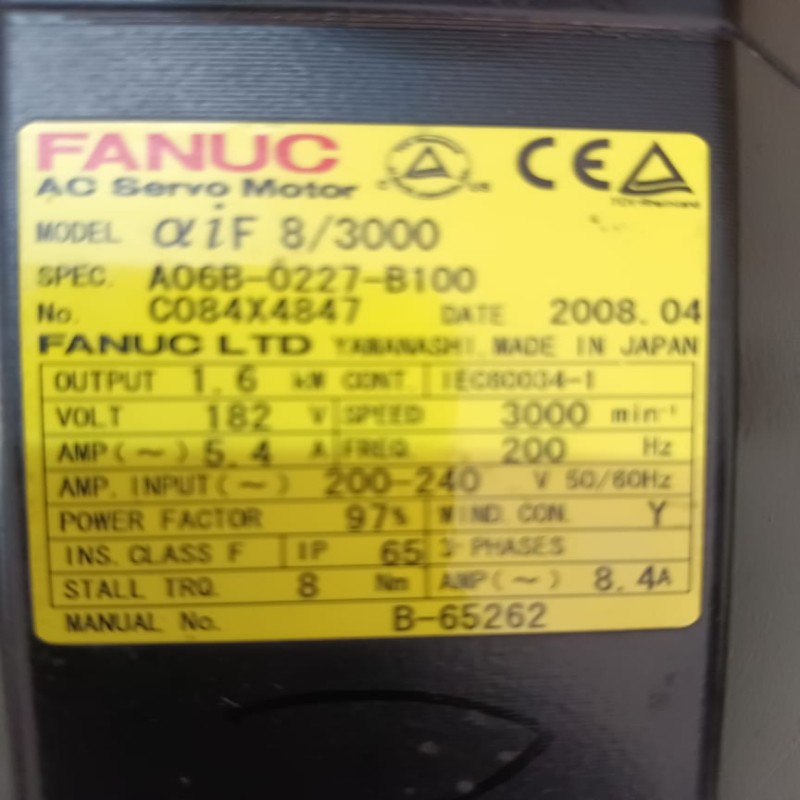 FANUC
AC Servo Motor
MODEL αiF 8/3000
SPEC. A06B-0227-B100
No. C084X4847 DATE 2008.04
FANUC LTD YAMANASHI, MADE IN JAPAN
OUTPUT 1.6 kW CONT. IEC60034-1
VOLT 182 V SPEED 3000 min⁻¹
AMP(~) 5.4 A FREQ. 200 Hz
AMP. INPUT(~) 200-240 V 50/60Hz
POWER FACTOR 97% WIND.CON. Y
INS. CLASS F IP 65 3-PHASES
STALL TRQ. 8 Nm AMP(~) 8.4A
MANUAL No. B-65262
CE
TÜV Rheinland